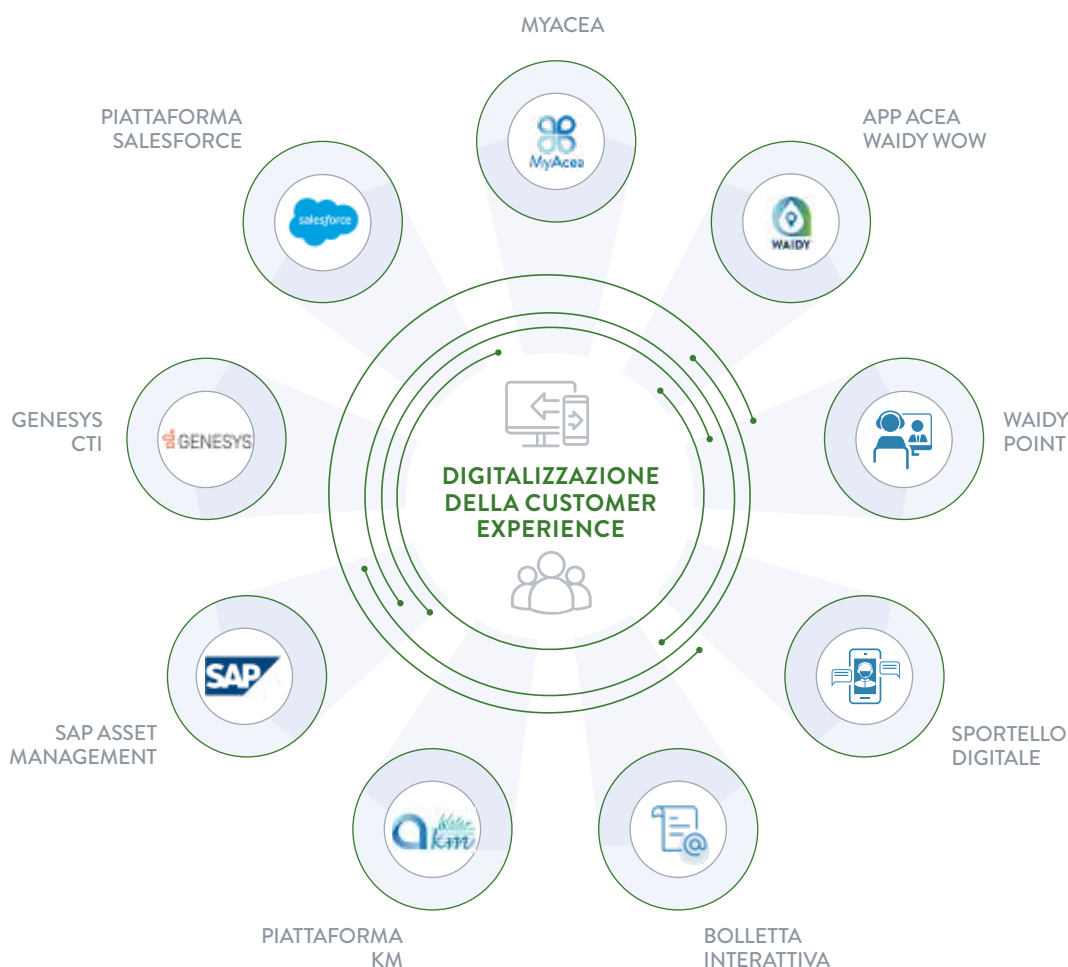 MYACEA
MyAcea
APP ACEA
WAIDY WOW
WAIDY
WAIDY
POINT
SPORTELLO
DIGITALE
BOLLETTA
INTERATTIVA
@
PIATTAFORMA
KM
Water
km
SAP ASSET
MANAGEMENT
SAP
GENESYS
CTI
GENESYS
PIATTAFORMA
SALESFORCE
salesforce
DIGITALIZZAZIONE
DELLA CUSTOMER
EXPERIENCE